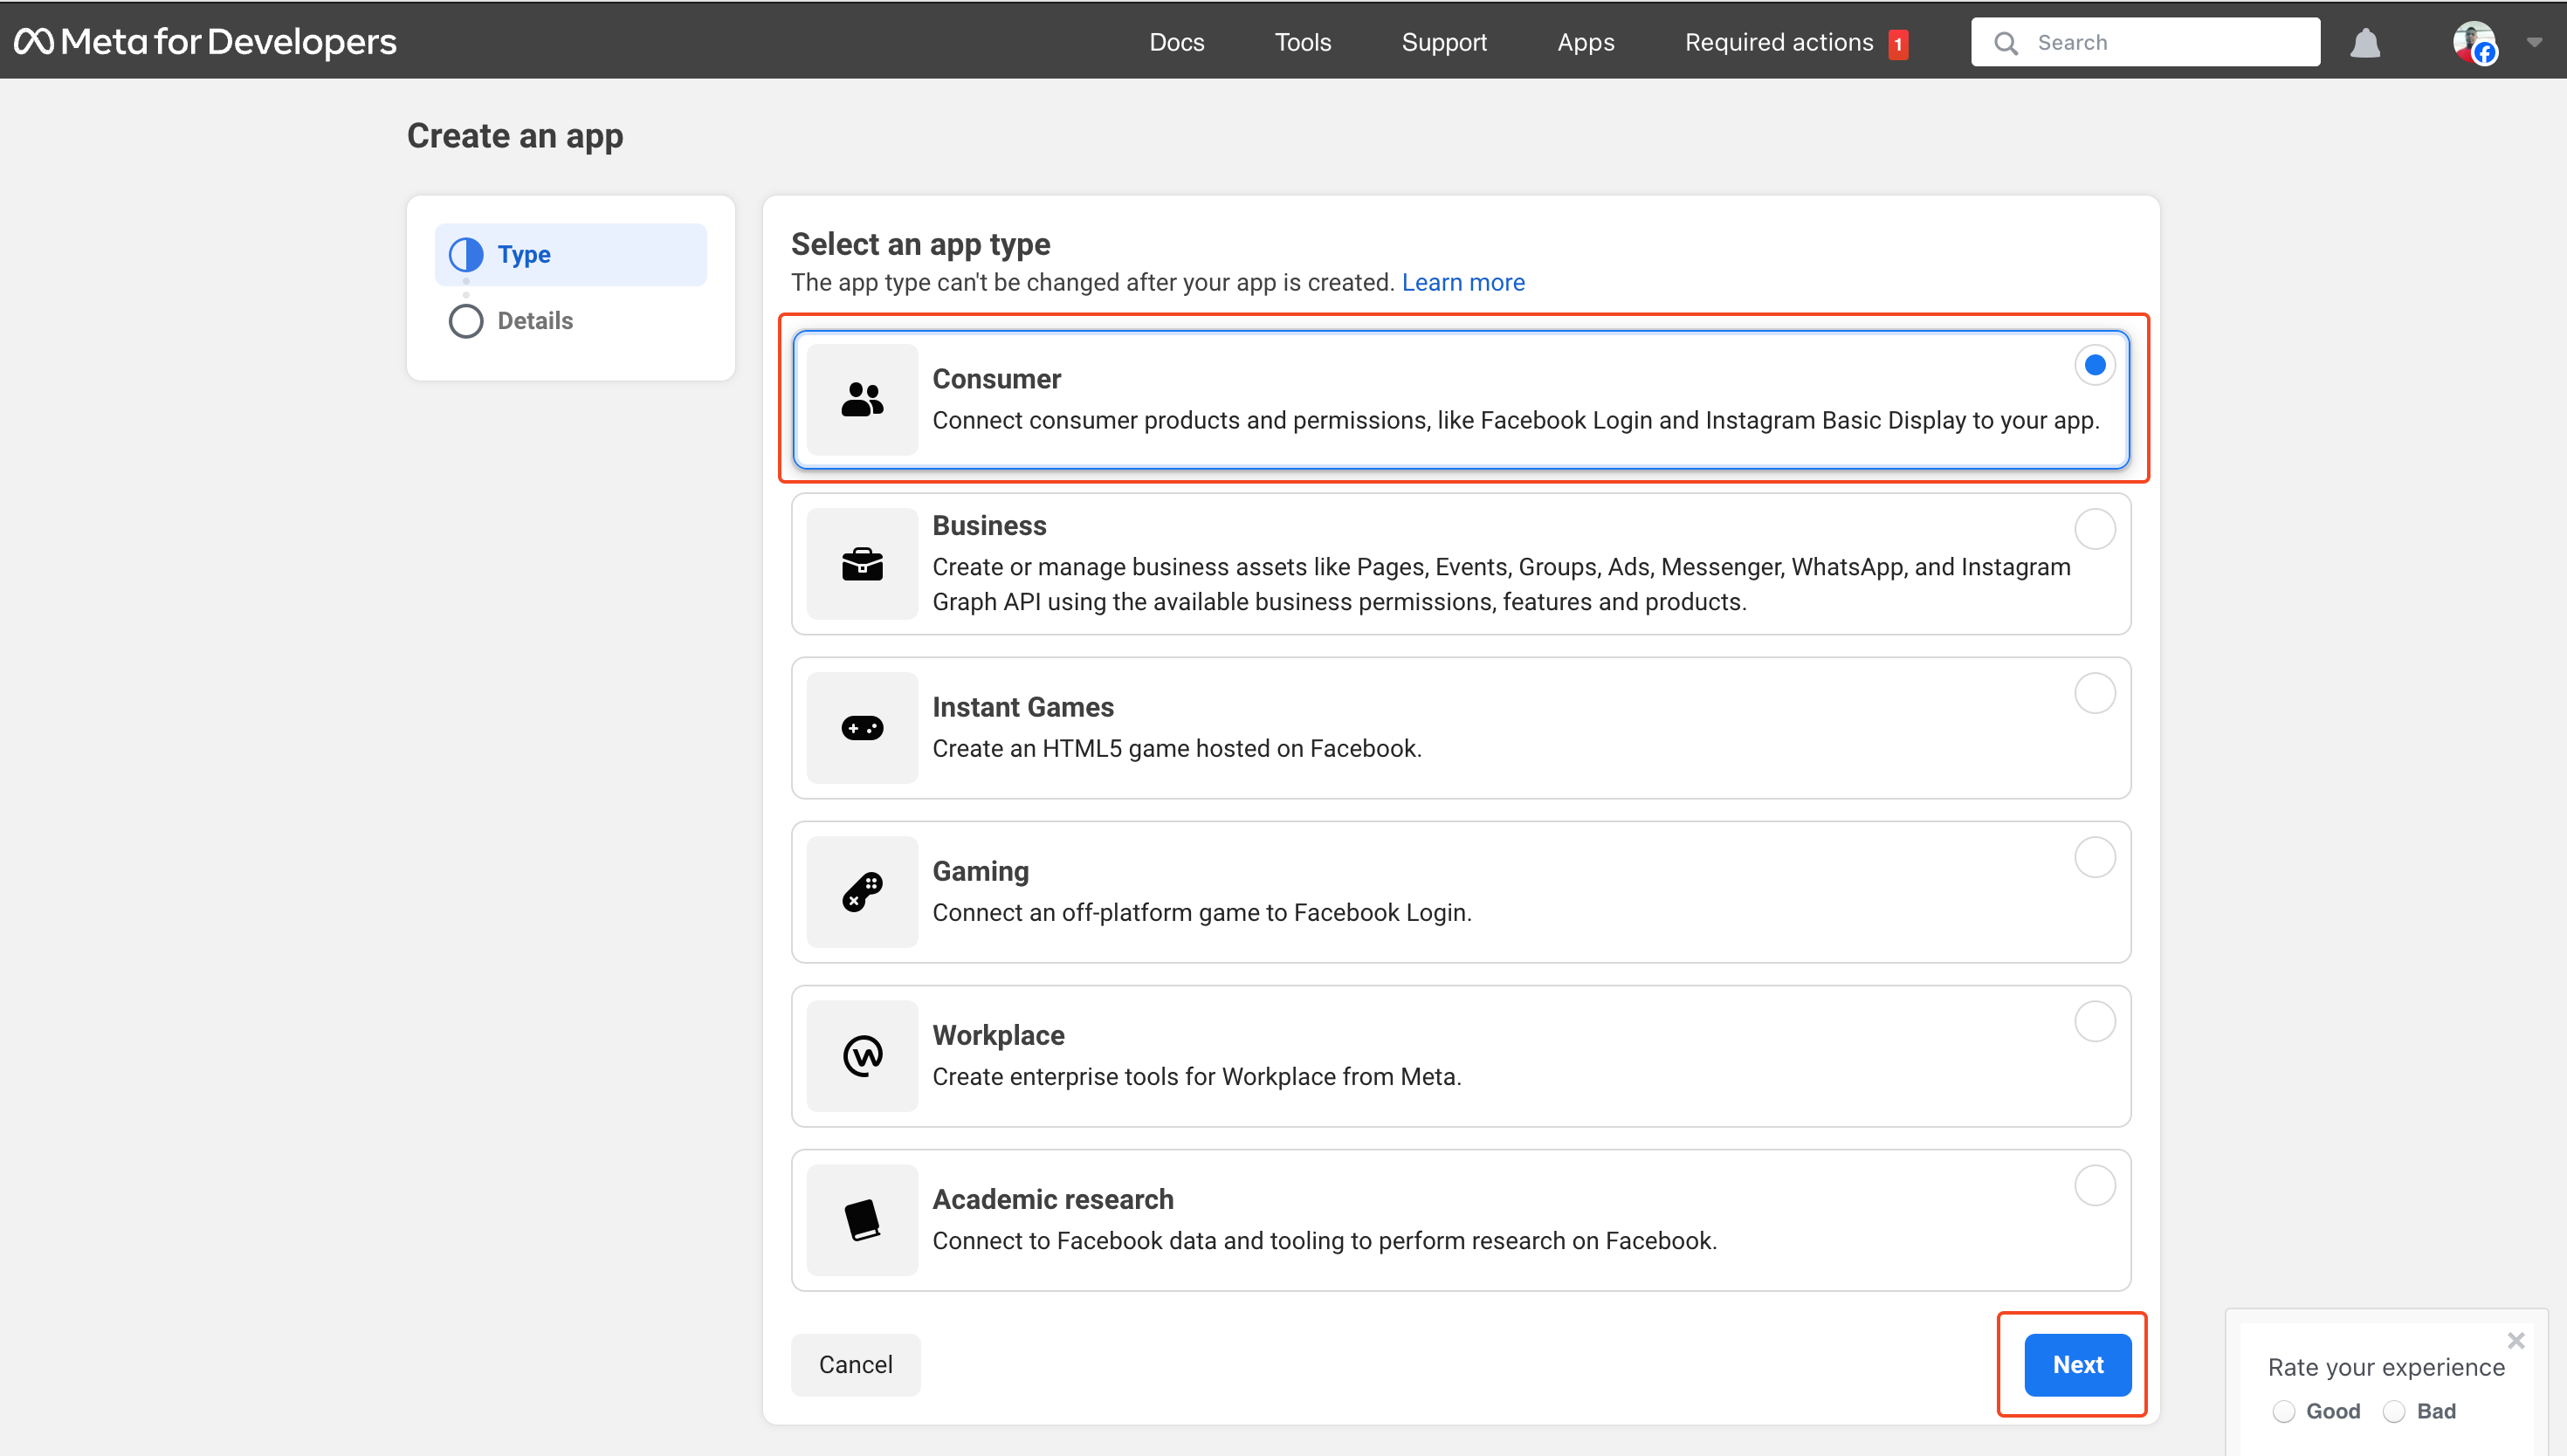 Meta for Developers
Docs
Tools
Support
Apps
Required actions 1
Search
Create an app
Type
Details
Select an app type
The app type can't be changed after your app is created. Learn more
Consumer
Connect consumer products and permissions, like Facebook Login and Instagram Basic Display to your app.
Business
Create or manage business assets like Pages, Events, Groups, Ads, Messenger, WhatsApp, and Instagram
Graph API using the available business permissions, features and products.
Instant Games
Create an HTML5 game hosted on Facebook.
Gaming
Connect an off-platform game to Facebook Login.
Workplace
Create enterprise tools for Workplace from Meta.
Academic research
Connect to Facebook data and tooling to perform research on Facebook.
Cancel
Next
Rate your experience
Good
Bad